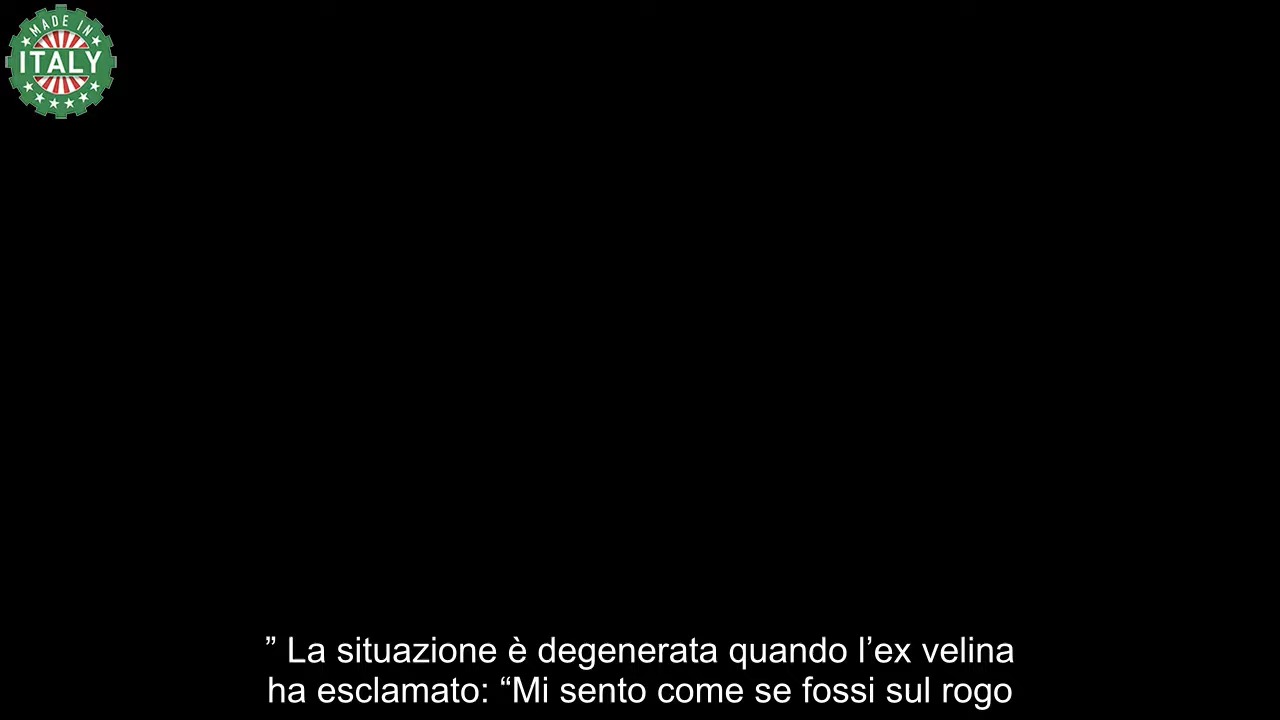 MADE IN
ITALY
” La situazione è degenerata quando l’ex velina
ha esclamato: “Mi sento come se fossi sul rogo